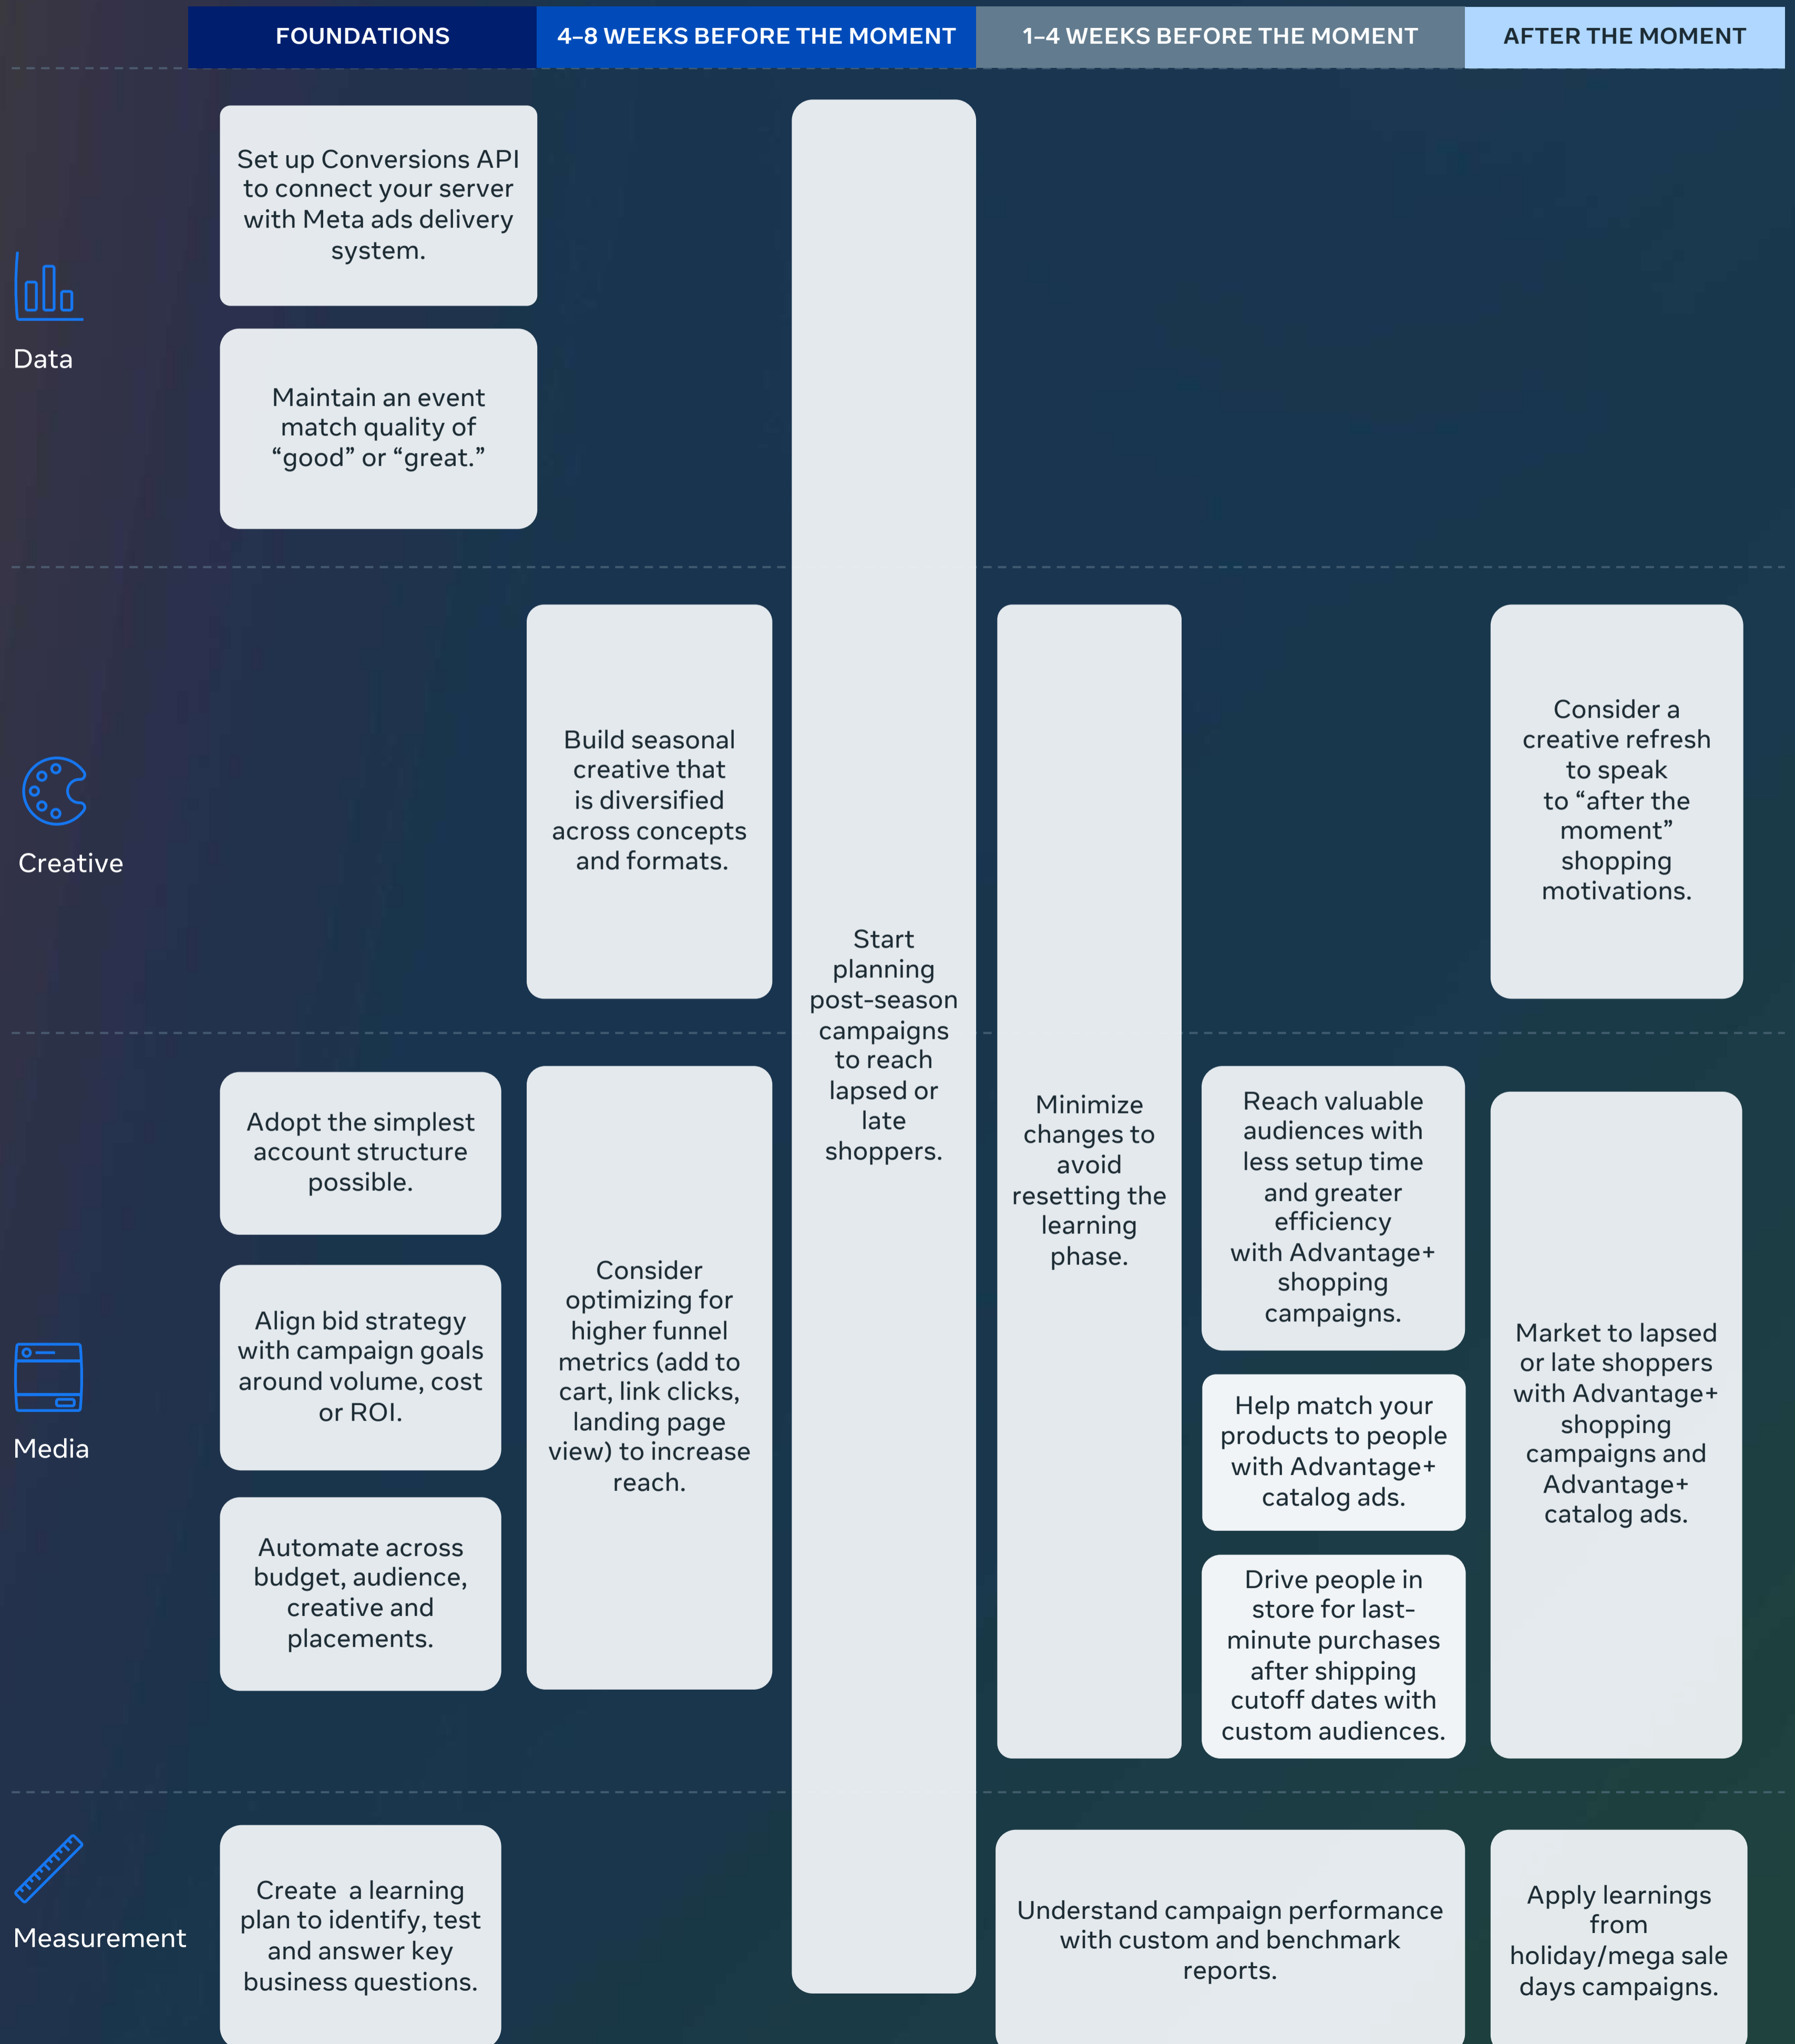 FOUNDATIONS
4–8 WEEKS BEFORE THE MOMENT
1–4 WEEKS BEFORE THE MOMENT
AFTER THE MOMENT
Data
Set up Conversions API
to connect your server
with Meta ads delivery
system.
Maintain an event
match quality of
“good” or “great.”
Start
planning
post-season
campaigns
to reach
lapsed or
late
shoppers.
Creative
Build seasonal
creative that
is diversified
across concepts
and formats.
Minimize
changes to
avoid
resetting the
learning
phase.
Consider a
creative refresh
to speak
to “after the
moment”
shopping
motivations.
Media
Adopt the simplest
account structure
possible.
Align bid strategy
with campaign goals
around volume, cost
or ROI.
Automate across
budget, audience,
creative and
placements.
Consider
optimizing for
higher funnel
metrics (add to
cart, link clicks,
landing page
view) to increase
reach.
Reach valuable
audiences with
less setup time
and greater
efficiency
with Advantage+
shopping
campaigns.
Help match your
products to people
with Advantage+
catalog ads.
Drive people in
store for last-
minute purchases
after shipping
cutoff dates with
custom audiences.
Market to lapsed
or late shoppers
with Advantage+
shopping
campaigns and
Advantage+
catalog ads.
Measurement
Create a learning
plan to identify, test
and answer key
business questions.
Understand campaign performance
with custom and benchmark
reports.
Apply learnings
from
holiday/mega sale
days campaigns.